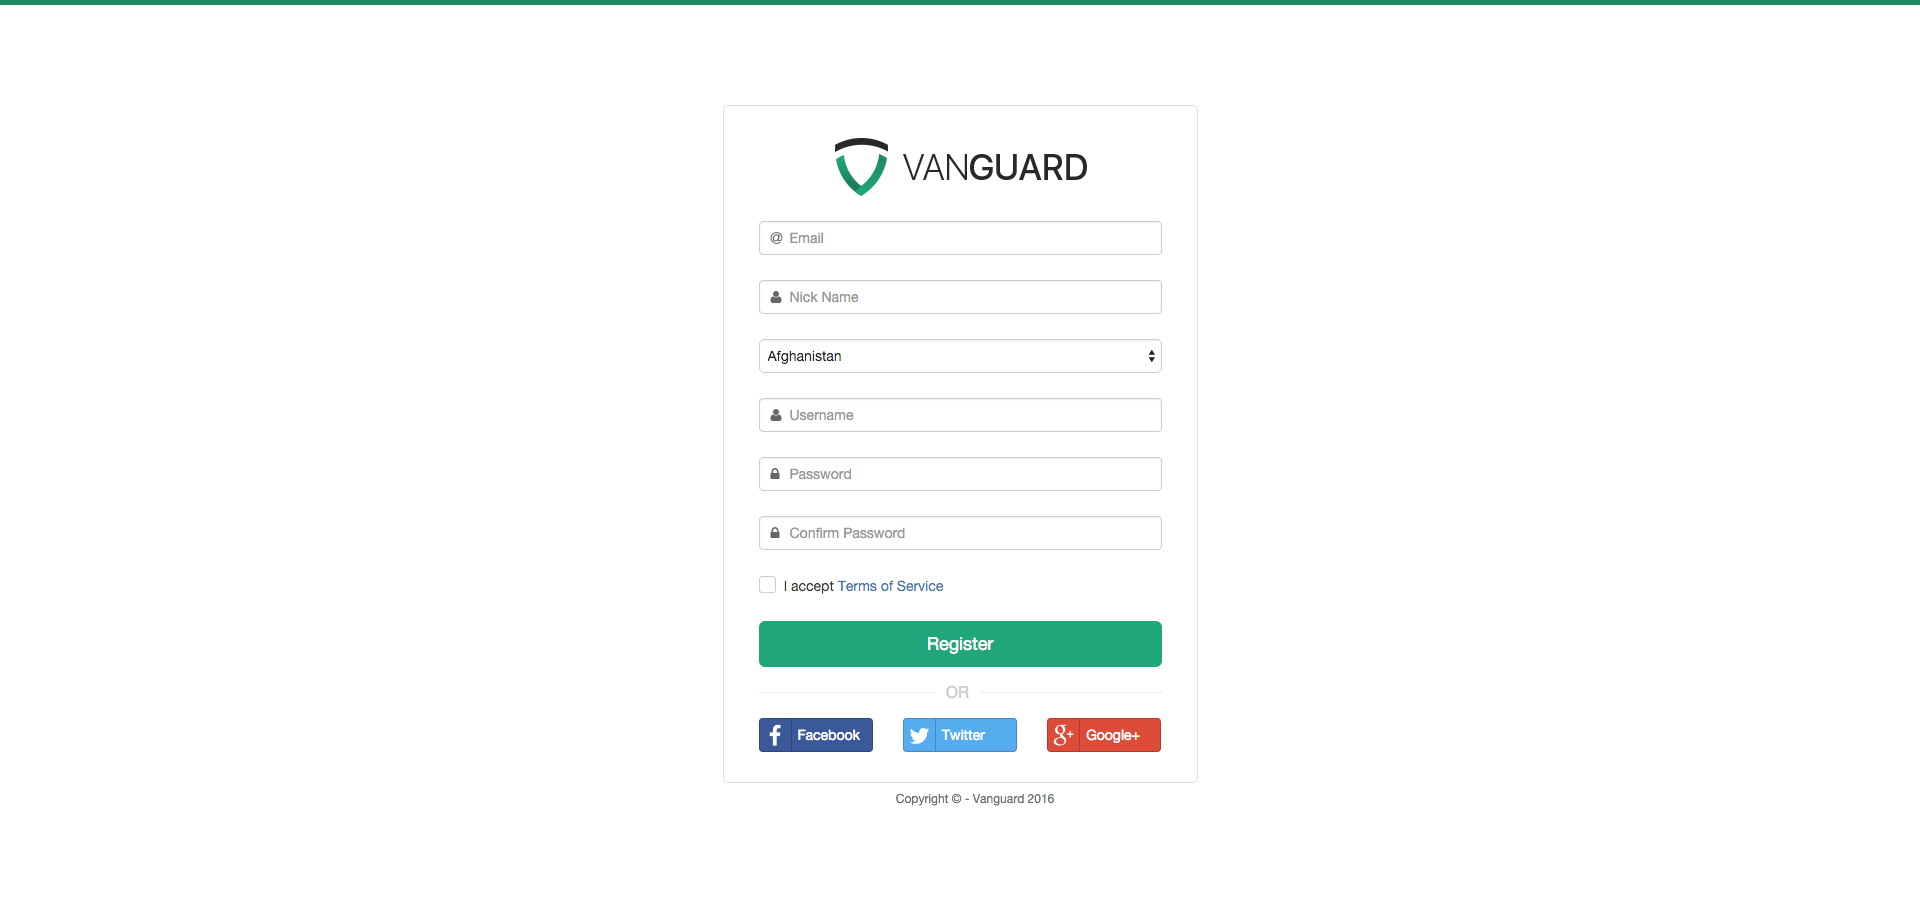 VANGUARD
@ Email
Nick Name
Afghanistan
Username
Password
Confirm Password
I accept Terms of Service
Register
OR
f Facebook Twitter g+ Google+
Copyright © - Vanguard 2016